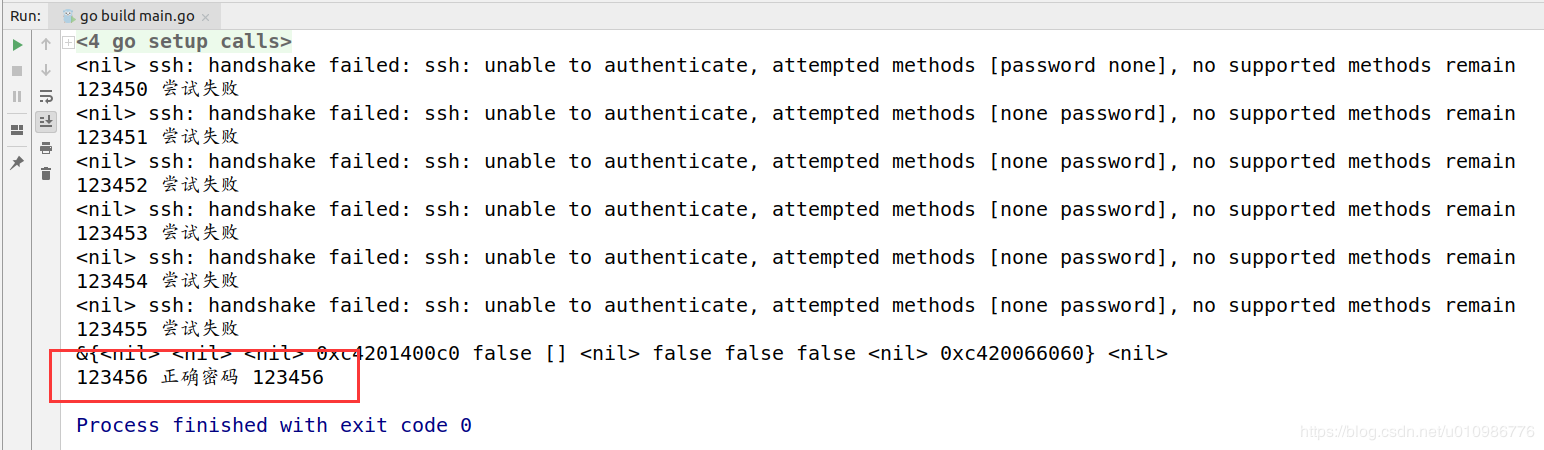 Run: go build main.go
<4 go setup calls>
<nil> ssh: handshake failed: ssh: unable to authenticate, attempted methods [password none], no supported methods remain
123450 尝试失败
<nil> ssh: handshake failed: ssh: unable to authenticate, attempted methods [none password], no supported methods remain
123451 尝试失败
<nil> ssh: handshake failed: ssh: unable to authenticate, attempted methods [none password], no supported methods remain
123452 尝试失败
<nil> ssh: handshake failed: ssh: unable to authenticate, attempted methods [none password], no supported methods remain
123453 尝试失败
<nil> ssh: handshake failed: ssh: unable to authenticate, attempted methods [none password], no supported methods remain
123454 尝试失败
<nil> ssh: handshake failed: ssh: unable to authenticate, attempted methods [none password], no supported methods remain
123455 尝试失败
&{<nil> <nil> <nil> 0xc4201400c0 false [] <nil> false false false <nil> 0xc420066060} <nil>
123456 正确密码 123456
Process finished with exit code 0
https://blog.csdn.net/u010986776